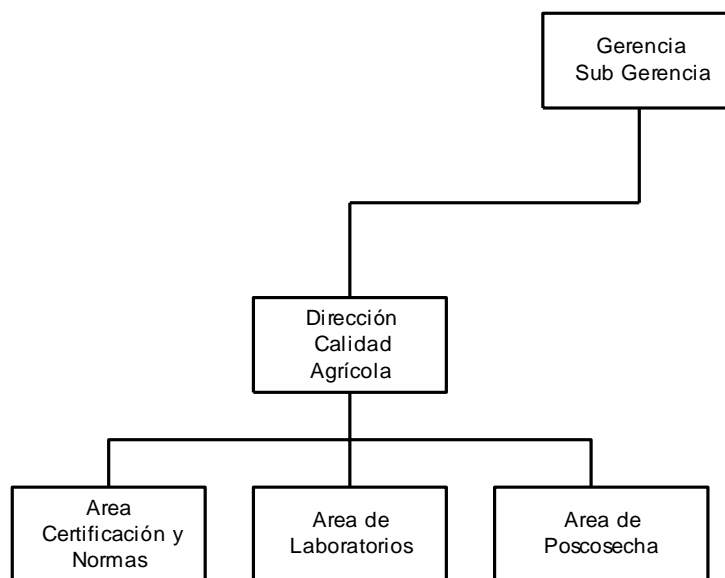 Gerencia
Sub Gerencia
Dirección
Calidad
Agrícola
Area
Certificación y
Normas
Area de
Laboratorios
Area de
Poscosecha